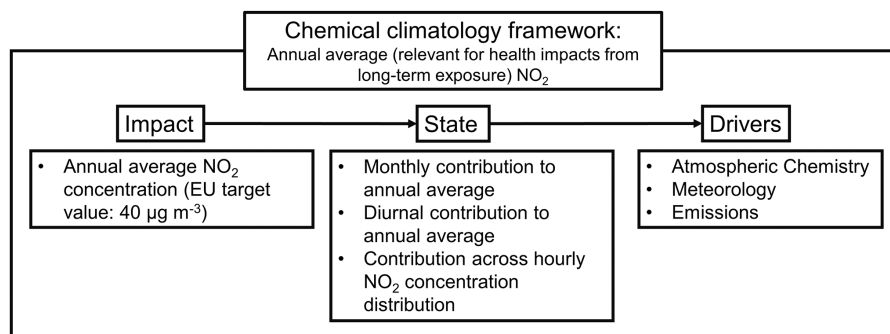 Chemical climatology framework:
Annual average (relevant for health impacts from
long-term exposure) NO₂
Impact
State
Drivers
• Annual average NO₂
concentration (EU target
value: 40 µg m⁻³)
• Monthly contribution to
annual average
• Diurnal contribution to
annual average
• Contribution across hourly
NO₂ concentration
distribution
• Atmospheric Chemistry
• Meteorology
• Emissions